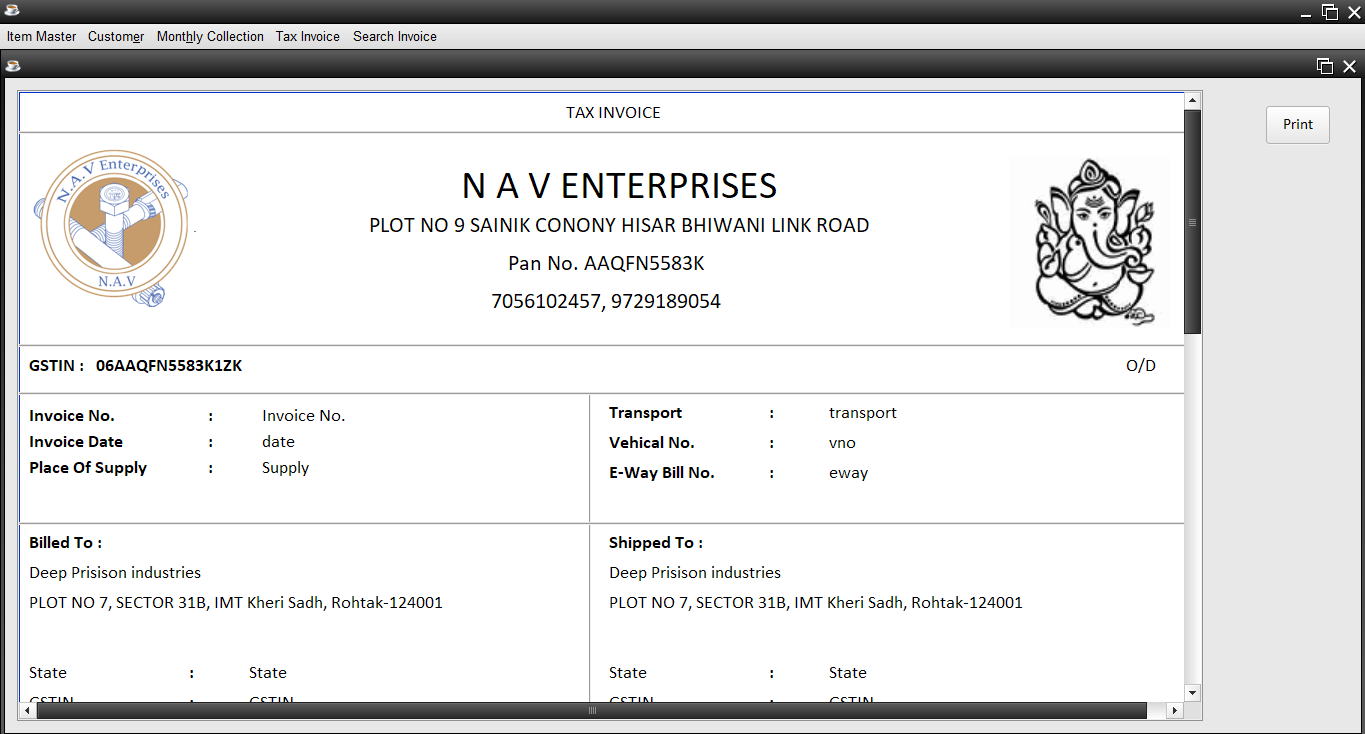 Item Master Customer Monthly Collection Tax Invoice Search Invoice
Print
TAX INVOICE
N.A.V Enterprises
N.A.V
N A V ENTERPRISES
PLOT NO 9 SAINIK CONONY HISAR BHIWANI LINK ROAD
Pan No. AAQFN5583K
7056102457, 9729189054
GSTIN : 06AAQFN5583K1ZK O/D
Invoice No. : Invoice No.
Invoice Date : date
Place Of Supply : Supply
Transport : transport
Vehical No. : vno
E-Way Bill No. : eway
Billed To :
Deep Prisison industries
PLOT NO 7, SECTOR 31B, IMT Kheri Sadh, Rohtak-124001
State : State
GSTIN : GSTIN
Shipped To :
Deep Prisison industries
PLOT NO 7, SECTOR 31B, IMT Kheri Sadh, Rohtak-124001
State : State
GSTIN : GSTIN